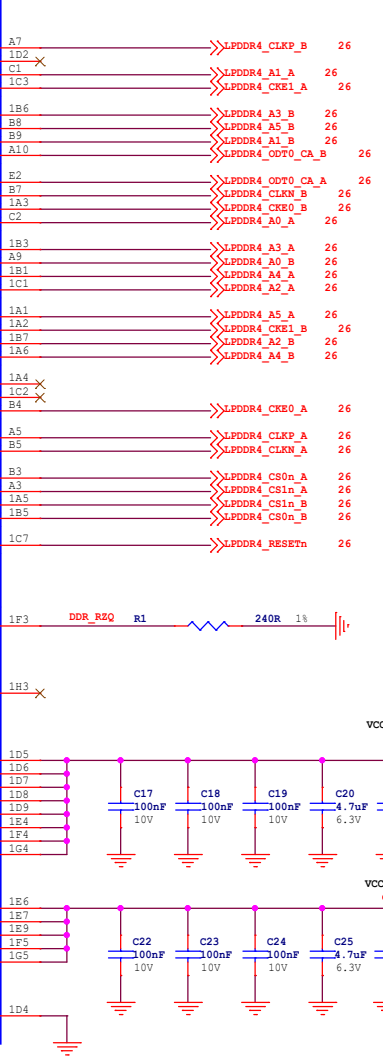 A7 LPDDR4_CLKP_B 26
1D2
C1 LPDDR4_A1_A 26
1C3 LPDDR4_CKE1_A 26
1B6 LPDDR4_A3_B 26
B8 LPDDR4_A5_B 26
B9 LPDDR4_A1_B 26
A10 LPDDR4_ODT0_CA_B 26
E2 LPDDR4_ODT0_CA_A 26
B7 LPDDR4_CLKN_B 26
1A3 LPDDR4_CKE0_B 26
C2 LPDDR4_A0_A 26
1B3 LPDDR4_A3_A 26
A9 LPDDR4_A0_B 26
1B1 LPDDR4_A4_A 26
1C1 LPDDR4_A2_A 26
1A1 LPDDR4_A5_A 26
1A2 LPDDR4_CKE1_B 26
1B7 LPDDR4_A2_B 26
1A6 LPDDR4_A4_B 26
1A4
1C2
B4 LPDDR4_CKE0_A 26
A5 LPDDR4_CLKP_A 26
B5 LPDDR4_CLKN_A 26
B3 LPDDR4_CS0n_A 26
A3 LPDDR4_CS1n_A 26
1A5 LPDDR4_CS1n_B 26
1B5 LPDDR4_CS0n_B 26
1C7 LPDDR4_RESETn 26
1F3 DDR_RZQ R1 240R 1%
1H3
VCC
1D5
1D6
1D7
1D8 C17 C18 C19 C20
1D9 100nF 100nF 100nF 4.7uF
1E4 10V 10V 10V 6.3V
1F4
1G4
VCC
1E6
1E7
1E9
1F5 C22 C23 C24 C25
1G5 100nF 100nF 100nF 4.7uF
10V 10V 10V 6.3V
1D4